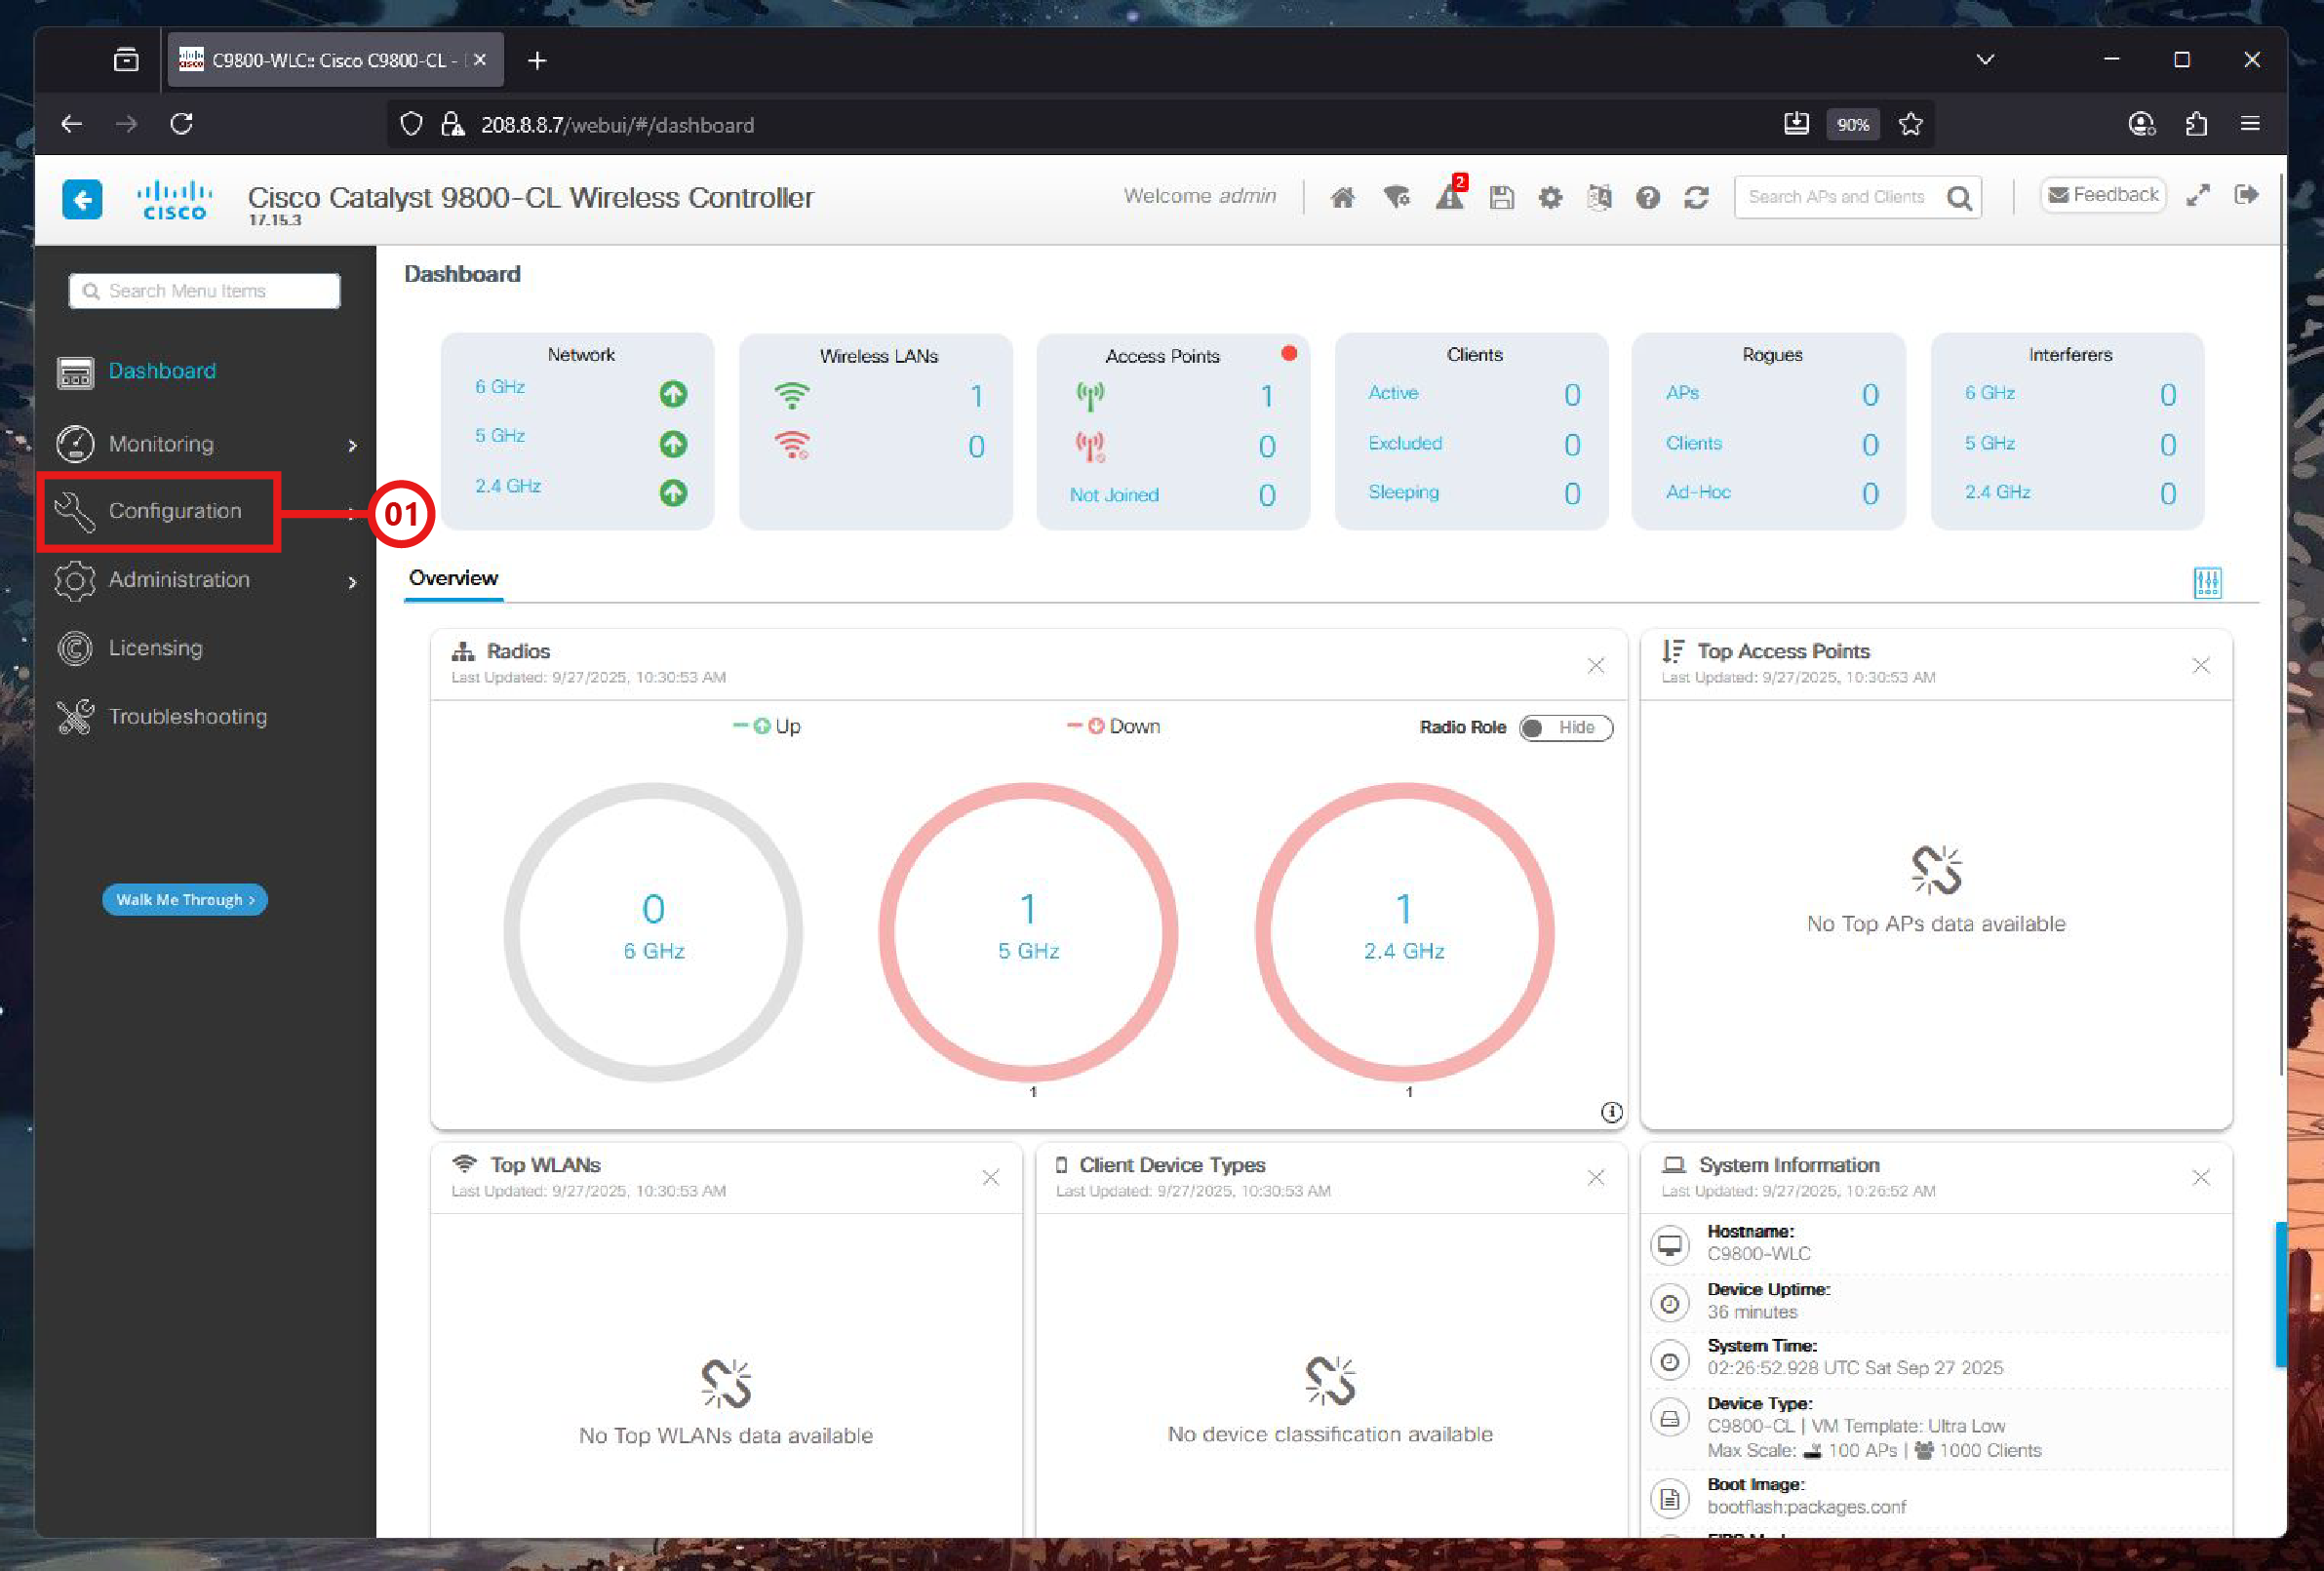 C9800-WLC:: Cisco C9800-CL -
208.8.8.7/webui/#/dashboard
90%
CISCO
Cisco Catalyst 9800-CL Wireless Controller
17.15.3
Welcome admin
2
Search APs and Clients
Feedback
Search Menu Items
Dashboard
Monitoring
Configuration
01
Administration
Licensing
Troubleshooting
Walk Me Through >
Dashboard
Network
6 GHz
5 GHz
2.4 GHz
Wireless LANs
1
0
Access Points
1
0
Not Joined 0
Clients
Active 0
Excluded 0
Sleeping 0
Rogues
APs 0
Clients 0
Ad-Hoc 0
Interferers
6 GHz 0
5 GHz 0
2.4 GHz 0
Overview
Radios
Last Updated: 9/27/2025, 10:30:53 AM
Up
Down
Radio Role Hide
0
6 GHz
1
5 GHz
1
1
2.4 GHz
1
Top Access Points
Last Updated: 9/27/2025, 10:30:53 AM
No Top APs data available
Top WLANs
Last Updated: 9/27/2025, 10:30:53 AM
No Top WLANs data available
Client Device Types
Last Updated: 9/27/2025, 10:30:53 AM
No device classification available
System Information
Last Updated: 9/27/2025, 10:26:52 AM
Hostname:
C9800-WLC
Device Uptime:
36 minutes
System Time:
02:26:52.928 UTC Sat Sep 27 2025
Device Type:
C9800-CL | VM Template: Ultra Low
Max Scale: 100 APs | 1000 Clients
Boot Image:
bootflash:packages.conf